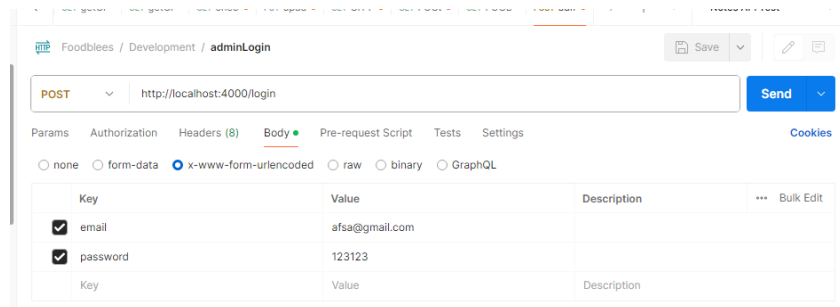 HTTP Foodblees / Development / adminLogin Save
POST http://localhost:4000/login Send
Params Authorization Headers (8) Body Pre-request Script Tests Settings Cookies
none form-data x-www-form-urlencoded raw binary GraphQL
Key Value Description ••• Bulk Edit
email afsa@gmail.com
password 123123
Key Value Description